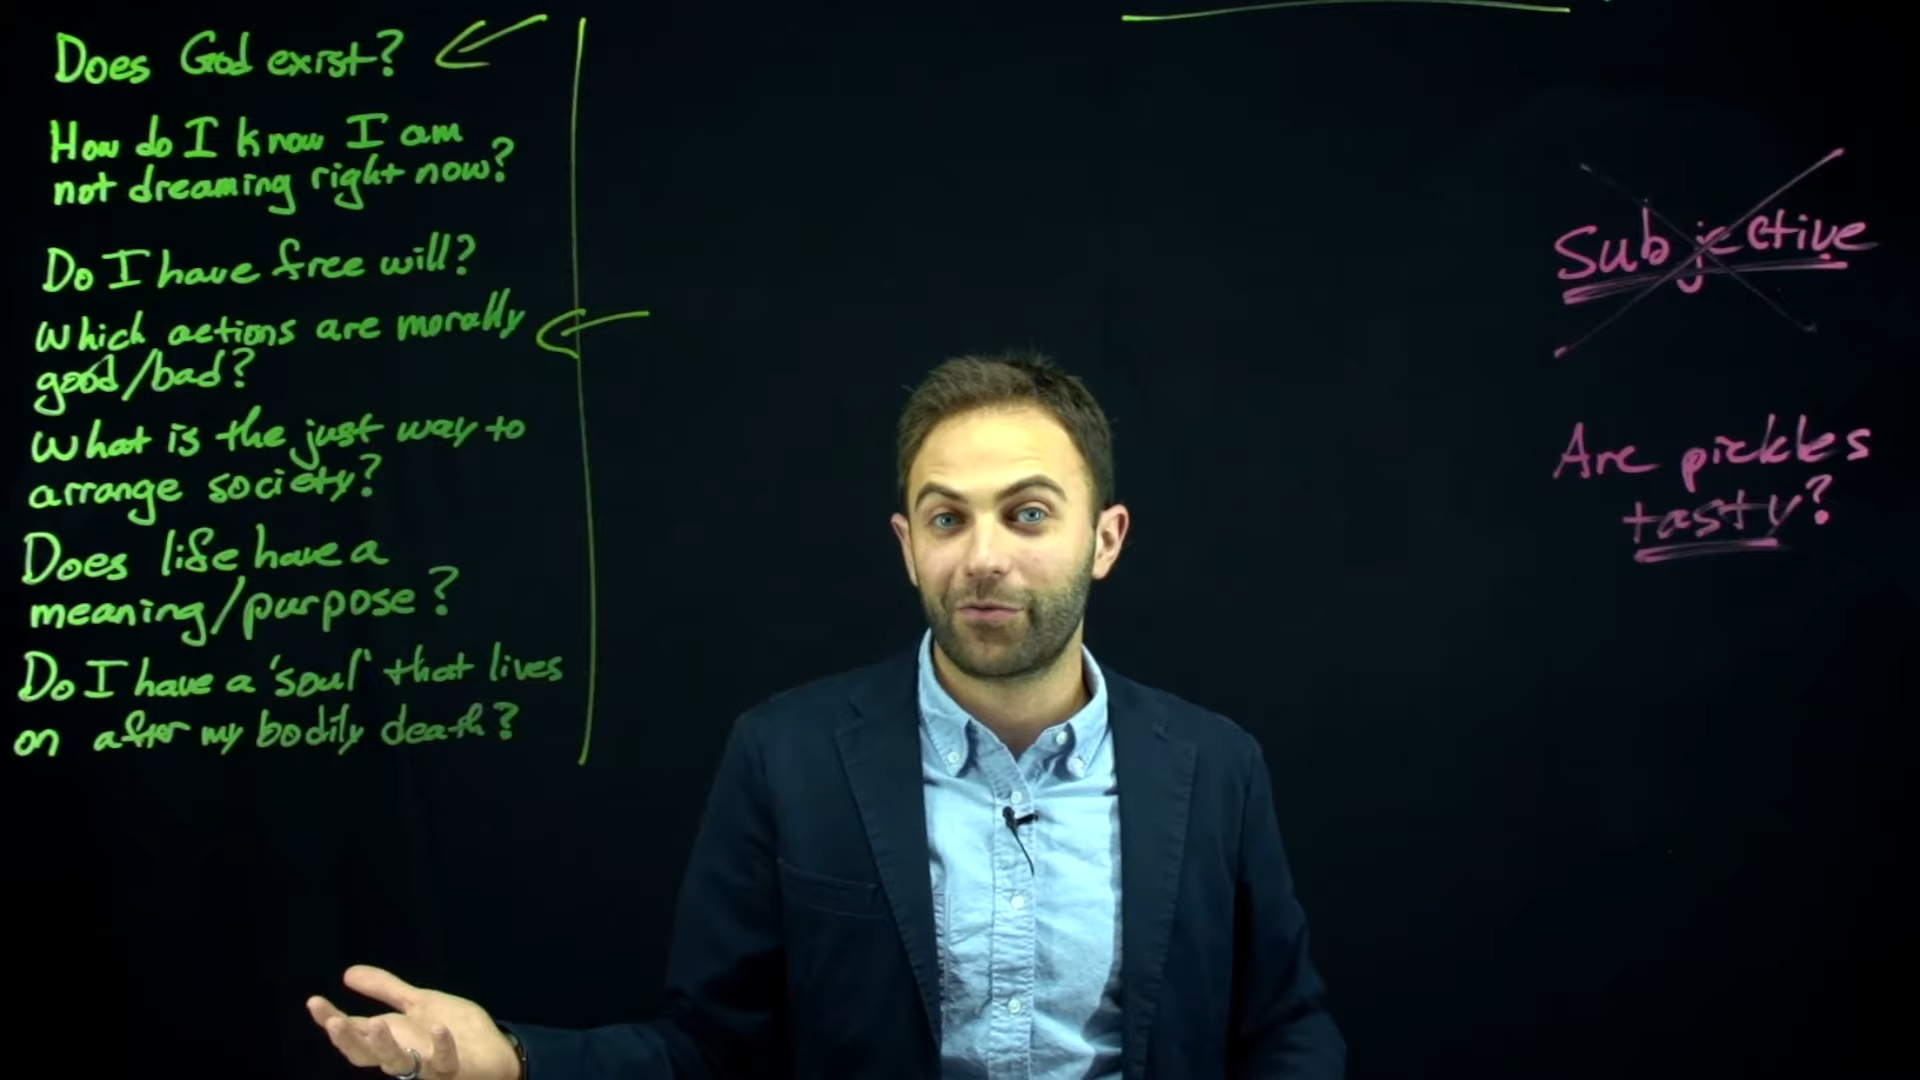 Does God exist?
How do I know I am
not dreaming right now?
Do I have free will?
Which actions are morally
good/bad?
What is the just way to
arrange society?
Does life have a
meaning/purpose?
Do I have a 'soul' that lives
on after my bodily death?
Subjective
Are pickles
tasty?